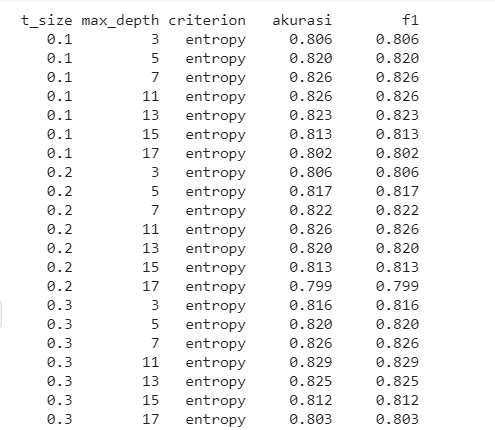 t_size max_depth criterion akurasi f1
0.1 3 entropy 0.806 0.806
0.1 5 entropy 0.820 0.820
0.1 7 entropy 0.826 0.826
0.1 11 entropy 0.826 0.826
0.1 13 entropy 0.823 0.823
0.1 15 entropy 0.813 0.813
0.1 17 entropy 0.802 0.802
0.2 3 entropy 0.806 0.806
0.2 5 entropy 0.817 0.817
0.2 7 entropy 0.822 0.822
0.2 11 entropy 0.826 0.826
0.2 13 entropy 0.820 0.820
0.2 15 entropy 0.813 0.813
0.2 17 entropy 0.799 0.799
0.3 3 entropy 0.816 0.816
0.3 5 entropy 0.820 0.820
0.3 7 entropy 0.826 0.826
0.3 11 entropy 0.829 0.829
0.3 13 entropy 0.825 0.825
0.3 15 entropy 0.812 0.812
0.3 17 entropy 0.803 0.803